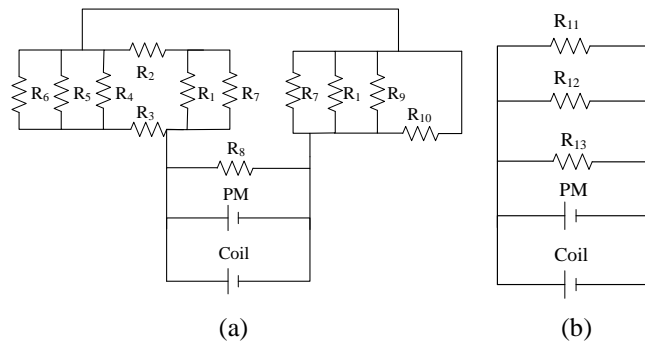 R11
R2
R6 R5 R4 R1 R7 R7 R1 R9
R12
R3
R10
R8
R13
PM
PM
Coil
Coil
(a)
(b)